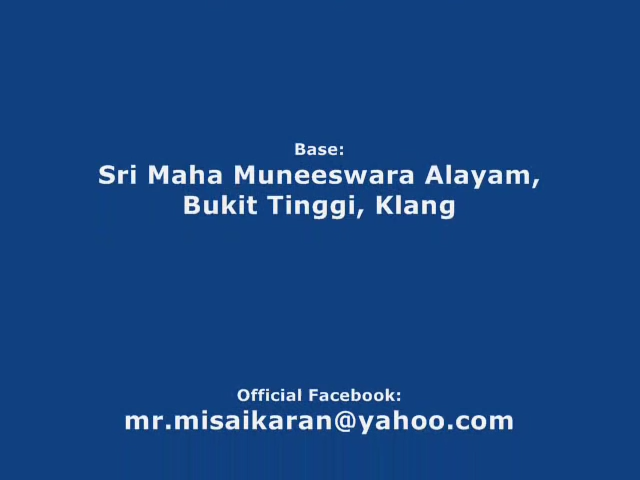 Base:
Sri Maha Muneeswara Alayam,
Bukit Tinggi, Klang
Official Facebook:
mr.misaikaran@yahoo.com